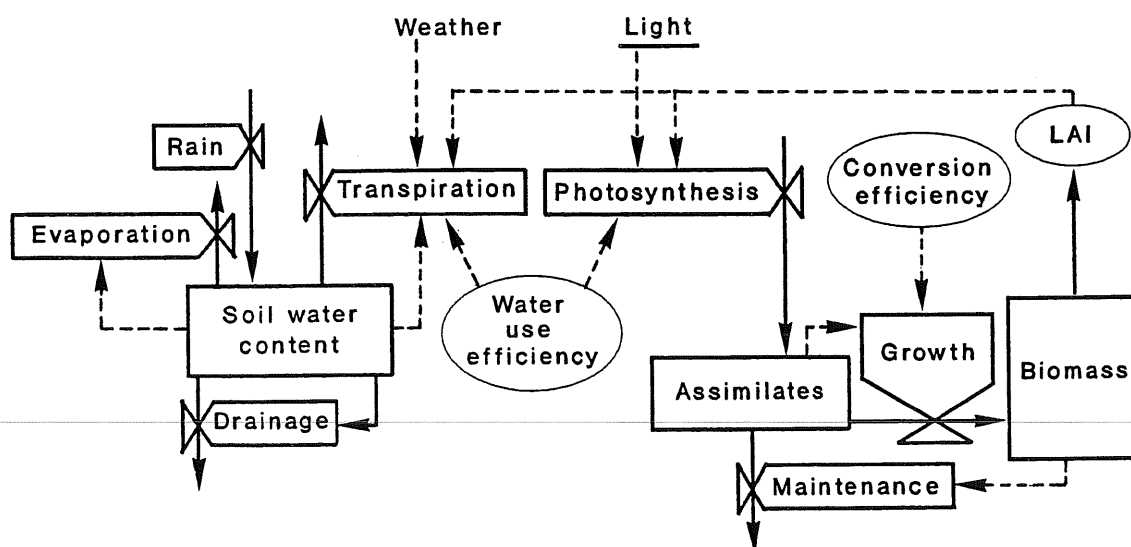 Weather
Light
Rain
LAI
Transpiration
Photosynthesis
Conversion
efficiency
Evaporation
Soil water
content
Water
use
efficiency
Growth
Biomass
Assimilates
Drainage
Maintenance